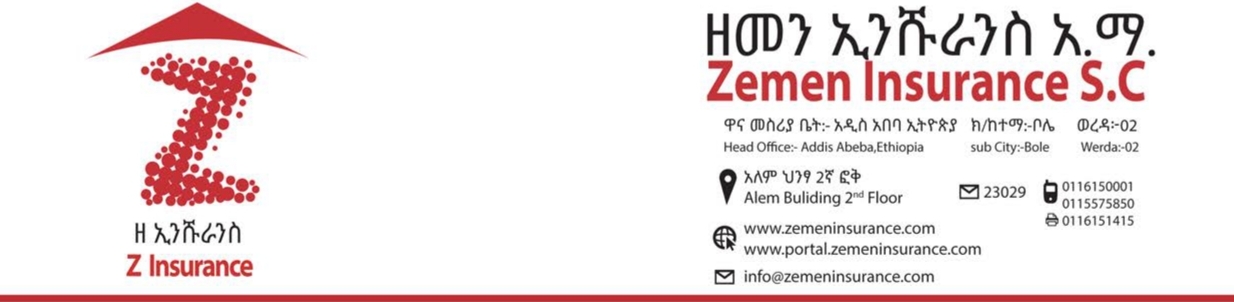 ዘ ኢንሹራንስ
Z Insurance
ዘመን ኢንሹራንስ አ.ማ.
Zemen Insurance S.C
ዋና መስሪያ ቤት:- አዲስ አበባ ኢትዮጵያ ክ/ከተማ:-ቦሌ ወረዳ:-02
Head Office:- Addis Abeba,Ethiopia sub City:-Bole Werda:-02
አለም ህንፃ 2ኛ ፎቅ
Alem Buliding 2nd Floor
23029
0116150001
0115575850
0116151415
www.zemeninsurance.com
www.portal.zemeninsurance.com
info@zemeninsurance.com